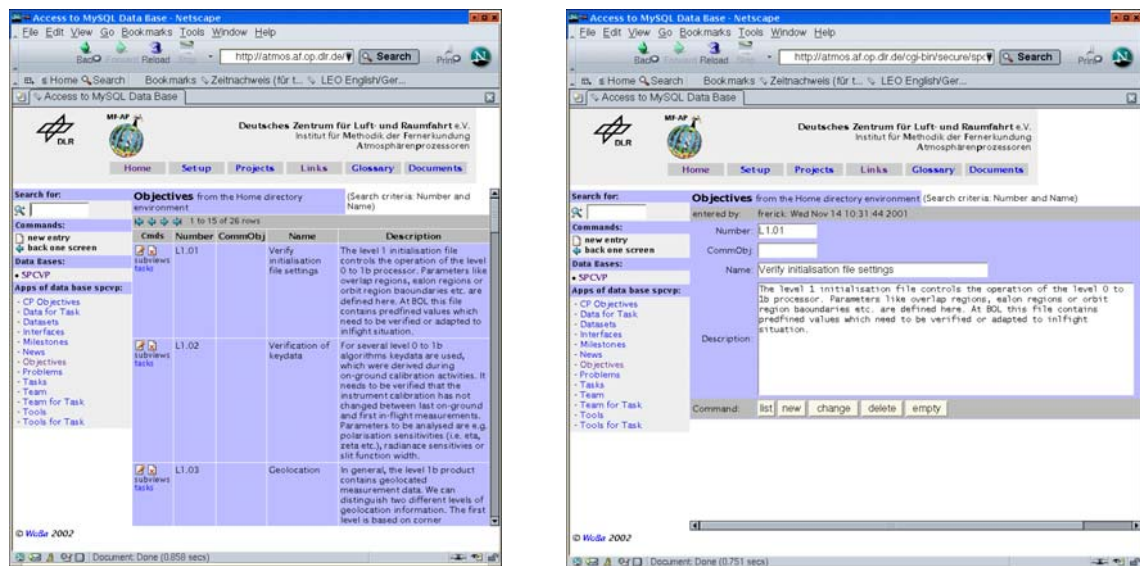 Access to MySQL Data Base - Netscape
File Edit View Go Bookmarks Tools Window Help
Back Reload http://atmos.af.op.dlr.de/ Search Print
Home Search Bookmarks Zeitnachweis (für t... LEO English/Ger...
Access to MySQL Data Base
DLR
MF-AP
Deutsches Zentrum für Luft- und Raumfahrt e.V.
Institut für Methodik der Fernerkundung
Atmosphärenprozessoren
Home Setup Projects Links Glossary Documents
Search for:
Commands:
new entry
back one screen
Data Bases:
• SPCVP
Apps of data base spcvp:
- CP Objectives
- Data for Task
- Datasets
- Interfaces
- Milestones
- News
- Objectives
- Problems
- Tasks
- Team
- Team for Task
- Tools
- Tools for Task
© WoBa 2002
Objectives from the Home directory
environment
(Search criteria: Number and
Name)
1 to 15 of 26 rows
Cmds Number CommObj Name Description
subviews
tasks
L1.01
Verify
initialisation
file settings
The level 1 initialisation file
controls the operation of the level
0 to 1b processor. Parameters like
overlap regions, ealon regions or
orbit region baoundaries etc. are
defined here. At BOL this file
contains predfined values which
need to be verified or adapted to
inflight situation.
subviews
tasks
L1.02
Verification of
keydata
For several level 0 to 1b
algorithms keydata are used,
which were derived during
on-ground calibration activities. It
needs to be verified that the
instrument calibration has not
changed between last on-ground
and first in-flight measurements.
Parameters to be analysed are e.g.
polarisation sensitivities (i.e. eta,
zeta etc.), radianace sensitivies or
slit function width.
subviews
tasks
L1.03
Geolocation
In general, the level 1b product
contains geolocated
measurement data. We can
distinguish two different levels of
geolocation information. The first
level is based on corner
Document: Done (0.858 secs)
Access to MySQL Data Base - Netscape
File Edit View Go Bookmarks Tools Window Help
Back Reload http://atmos.af.op.dlr.de/cgi-bin/secure/spc Search Print
Home Search Bookmarks Zeitnachweis (für t... LEO English/Ger...
Access to MySQL Data Base
DLR
MF-AP
Deutsches Zentrum für Luft- und Raumfahrt e.V.
Institut für Methodik der Fernerkundung
Atmosphärenprozessoren
Home Setup Projects Links Glossary Documents
Search for:
Commands:
new entry
back one screen
Data Bases:
• SPCVP
Apps of data base spcvp:
- CP Objectives
- Data for Task
- Datasets
- Interfaces
- Milestones
- News
- Objectives
- Problems
- Tasks
- Team
- Team for Task
- Tools
- Tools for Task
© WoBa 2002
Objectives from the Home directory environment (Search criteria: Number and Name)
entered by: frerick: Wed Nov 14 10:31:44 2001
Number: L1.01
CommObj:
Name: Verify initialisation file settings
Description:
The level 1 initialisation file controls the operation of the level 0 to
1b processor. Parameters like overlap regions, ealon regions or orbit
region baoundaries etc. are defined here. At BOL this file contains
predfined values which need to be verified or adapted to inlfight
situation.
Command: list new change delete empty
Document: Done (0.751 secs)